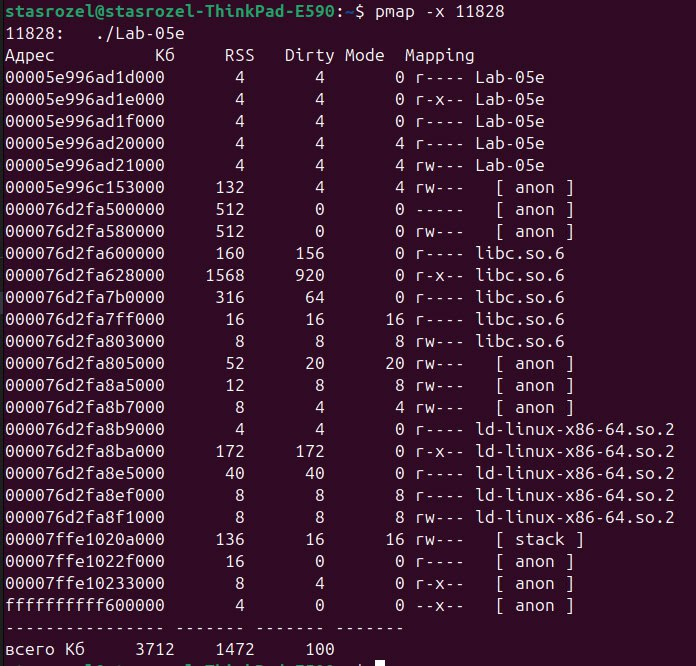 stasrozel@stasrozel-ThinkPad-E590:~$ pmap -x 11828
11828:   ./Lab-05e
Адрес          Кб     RSS   Dirty Mode  Mapping
00005e996ad1d000       4       4       0 r---- Lab-05e
00005e996ad1e000       4       4       0 r-x-- Lab-05e
00005e996ad1f000       4       4       0 r---- Lab-05e
00005e996ad20000       4       4       4 r---- Lab-05e
00005e996ad21000       4       4       4 rw--- Lab-05e
00005e996c153000     132       4       4 rw---   [ anon ]
000076d2fa500000     512       0       0 -----   [ anon ]
000076d2fa580000     512       0       0 rw---   [ anon ]
000076d2fa600000     160     156       0 r---- libc.so.6
000076d2fa628000    1568     920       0 r-x-- libc.so.6
000076d2fa7b0000     316      64       0 r---- libc.so.6
000076d2fa7ff000      16      16      16 r---- libc.so.6
000076d2fa803000       8       8       8 rw--- libc.so.6
000076d2fa805000      52      20      20 rw---   [ anon ]
000076d2fa8a5000      12       8       8 rw---   [ anon ]
000076d2fa8b7000       8       4       4 rw---   [ anon ]
000076d2fa8b9000       4       4       0 r---- ld-linux-x86-64.so.2
000076d2fa8ba000     172     172       0 r-x-- ld-linux-x86-64.so.2
000076d2fa8e5000      40      40       0 r---- ld-linux-x86-64.so.2
000076d2fa8ef000       8       8       8 r---- ld-linux-x86-64.so.2
000076d2fa8f1000       8       8       8 rw--- ld-linux-x86-64.so.2
00007ffe1020a000     136      16      16 rw---   [ stack ]
00007ffe1022f000      16       0       0 r----   [ anon ]
00007ffe10233000       8       4       0 r-x--   [ anon ]
ffffffffff600000       4       0       0 --x--   [ anon ]
---------------- ------- ------- -------
всего Кб     3712    1472     100